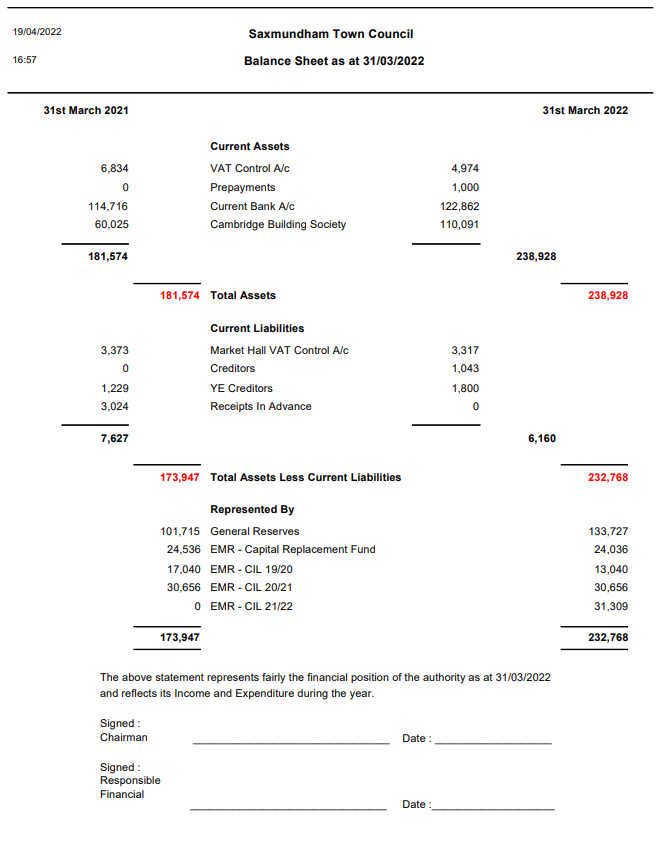 19/04/2022
Saxmundham Town Council
16:57
Balance Sheet as at 31/03/2022
31st March 2021 31st March 2022
Current Assets
6,834 VAT Control A/c 4,974
0 Prepayments 1,000
114,716 Current Bank A/c 122,862
60,025 Cambridge Building Society 110,091
181,574 238,928
181,574 Total Assets 238,928
Current Liabilities
3,373 Market Hall VAT Control A/c 3,317
0 Creditors 1,043
1,229 YE Creditors 1,800
3,024 Receipts In Advance 0
7,627 6,160
173,947 Total Assets Less Current Liabilities 232,768
Represented By
101,715 General Reserves 133,727
24,536 EMR - Capital Replacement Fund 24,036
17,040 EMR - CIL 19/20 13,040
30,656 EMR - CIL 20/21 30,656
0 EMR - CIL 21/22 31,309
173,947 232,768
The above statement represents fairly the financial position of the authority as at 31/03/2022
and reflects its Income and Expenditure during the year.
Signed :
Chairman Date :
Signed :
Responsible
Financial
Date :